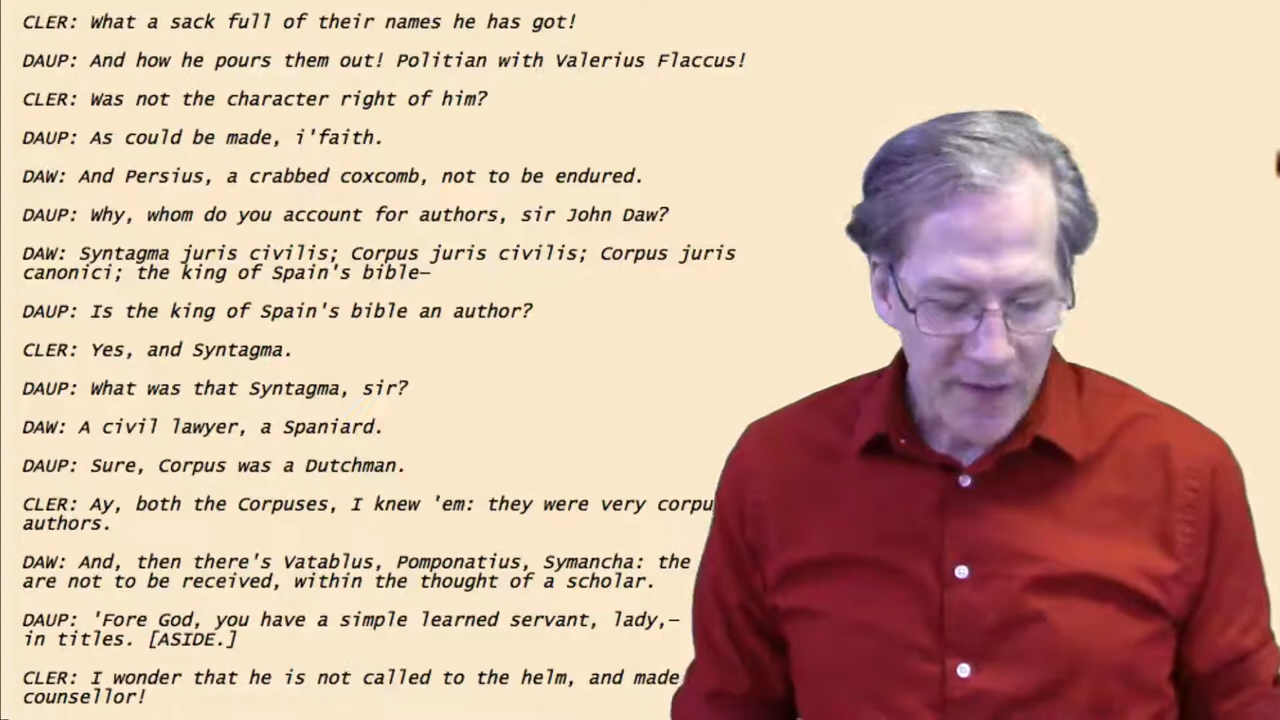 CLER: What a sack full of their names he has got!
DAUP: And how he pours them out! Politian with Valerius Flaccus!
CLER: Was not the character right of him?
DAUP: As could be made, i'faith.
DAW: And Persius, a crabbed coxcomb, not to be endured.
DAUP: Why, whom do you account for authors, sir John Daw?
DAW: Syntagma juris civilis; Corpus juris civilis; Corpus juris
canonici; the king of Spain's bible—
DAUP: Is the king of Spain's bible an author?
CLER: Yes, and Syntagma.
DAUP: What was that Syntagma, sir?
DAW: A civil lawyer, a Spaniard.
DAUP: Sure, Corpus was a Dutchman.
CLER: Ay, both the Corpuses, I knew 'em: they were very corpu
authors.
DAW: And, then there's Vatablus, Pomponatius, Symancha: the
are not to be received, within the thought of a scholar.
DAUP: 'Fore God, you have a simple learned servant, lady,—
in titles. [ASIDE.]
CLER: I wonder that he is not called to the helm, and made
counsellor!